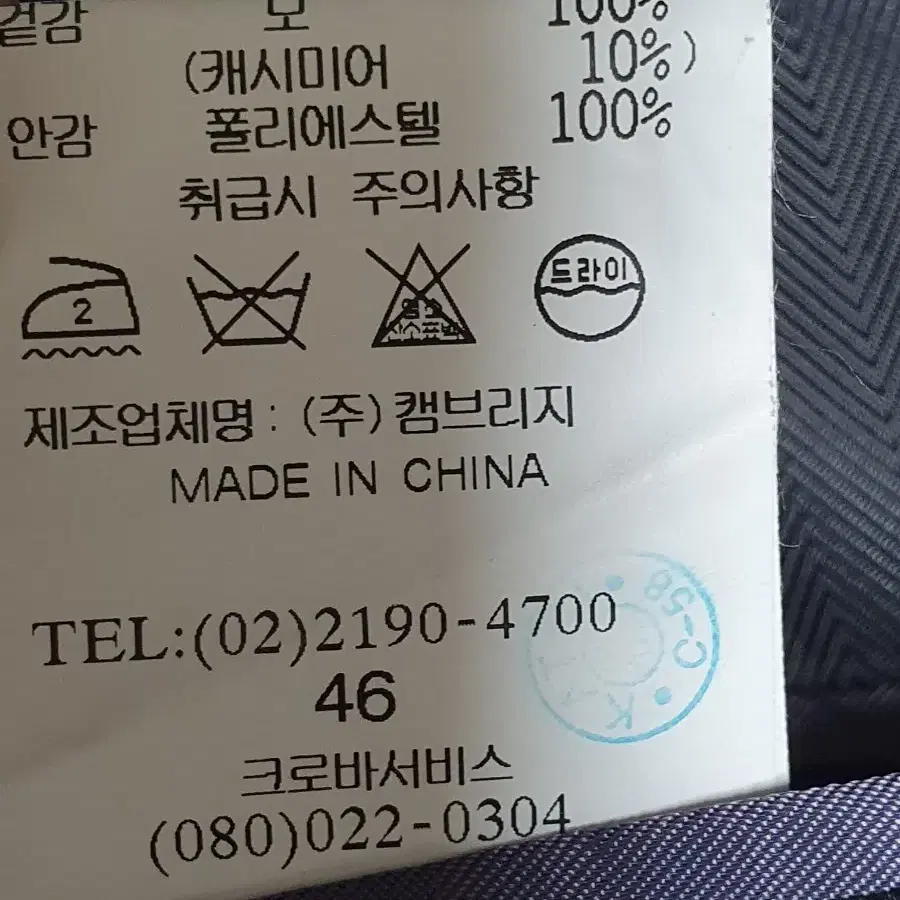 겉감 모 100%
(캐시미어 10%)
안감 폴리에스텔 100%
취급시 주의사항
2 드라이
제조업체명: (주)캠브리지
MADE IN CHINA
TEL:(02)2190-4700
46
크로바서비스
(080)022-0304
58-C